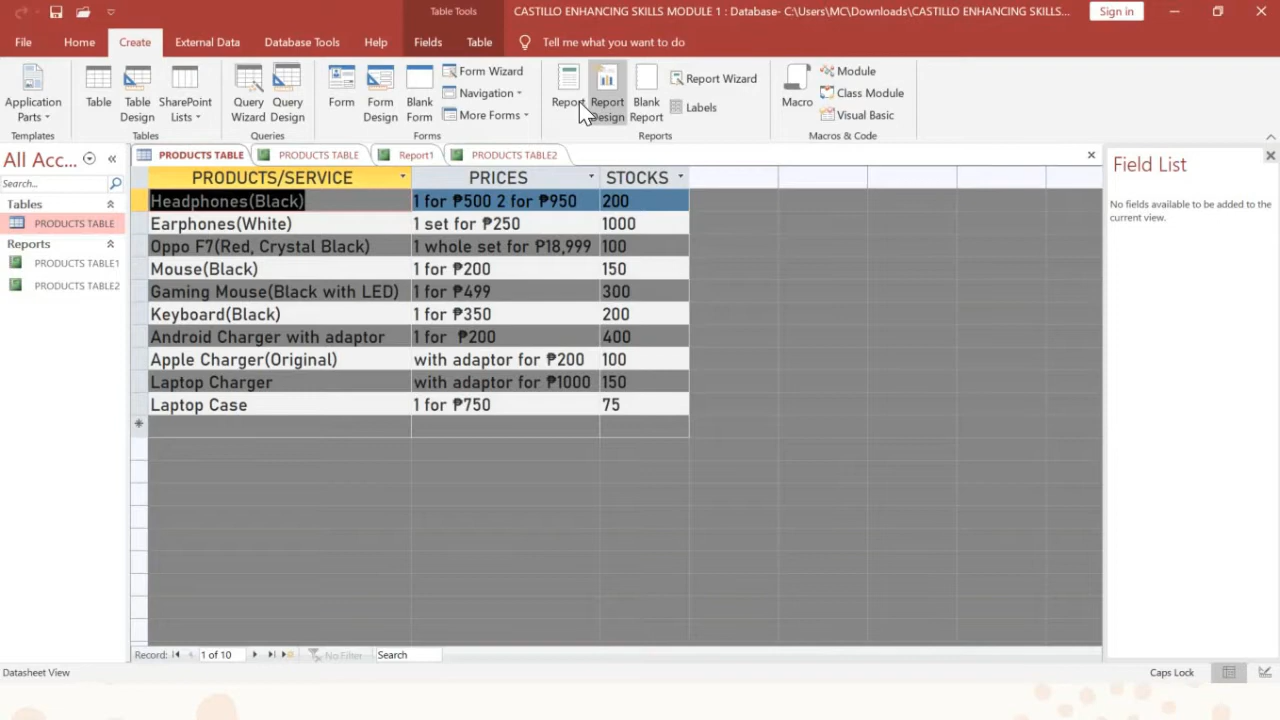 Table Tools
CASTILLO ENHANCING SKILLS MODULE 1 : Database- C:\Users\MC\Downloads\CASTILLO ENHANCING SKILLS...
Sign in
File Home Create External Data Database Tools Help Fields Table Tell me what you want to do
Application Parts
Table
Table Design
SharePoint Lists
Query Wizard
Query Design
Form
Form Design
Blank Form
Form Wizard
Navigation
More Forms
Report
Report Design
Blank Report
Report Wizard
Labels
Macro
Module
Class Module
Visual Basic
Templates Tables Queries Forms Reports Macros & Code
All Acc...
Search...
Tables
PRODUCTS TABLE
Reports
PRODUCTS TABLE1
PRODUCTS TABLE2
PRODUCTS TABLE PRODUCTS TABLE Report1 PRODUCTS TABLE2
PRODUCTS/SERVICE PRICES STOCKS
Headphones(Black) 1 for ₱500 2 for ₱950 200
Earphones(White) 1 set for ₱250 1000
Oppo F7(Red, Crystal Black) 1 whole set for ₱18,999 100
Mouse(Black) 1 for ₱200 150
Gaming Mouse(Black with LED) 1 for ₱499 300
Keyboard(Black) 1 for ₱350 200
Android Charger with adaptor 1 for ₱200 400
Apple Charger(Original) with adaptor for ₱200 100
Laptop Charger with adaptor for ₱1000 150
Laptop Case 1 for ₱750 75
Record: 1 of 10 No Filter Search
Field List
No fields available to be added to the
current view.
Datasheet View
Caps Lock